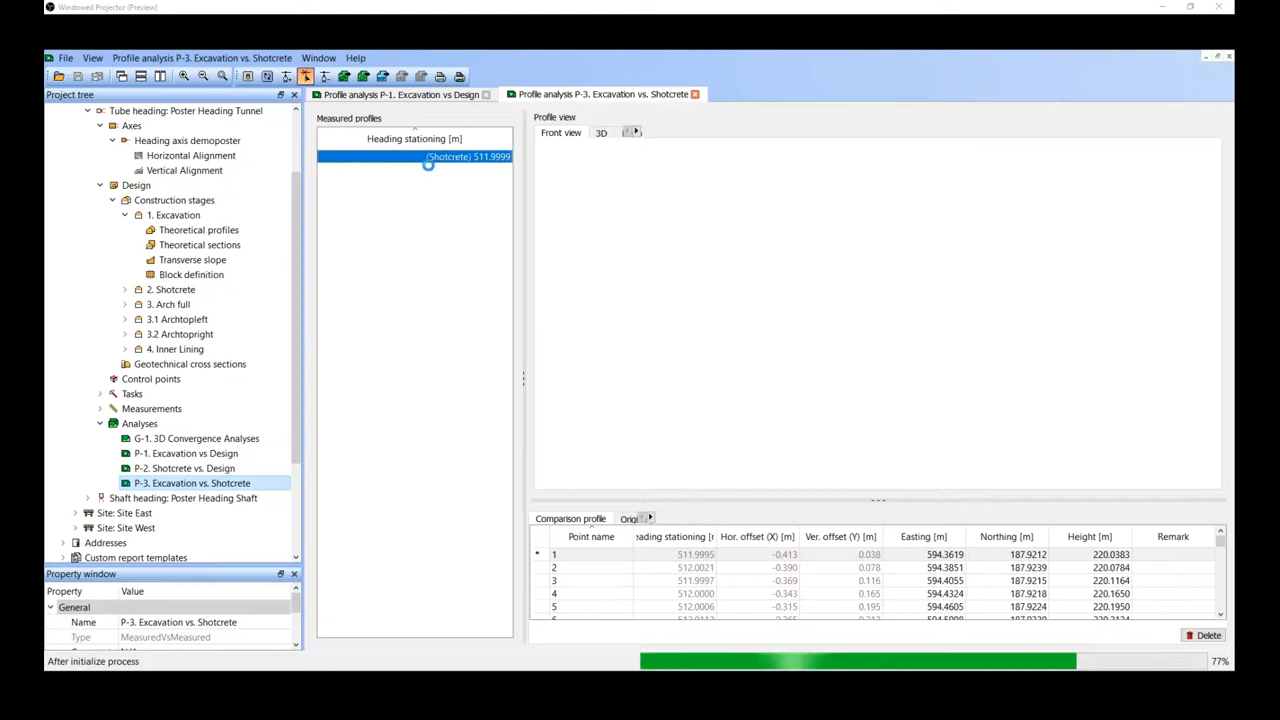 Windowed Projector (Preview)
File View Profile analysis P-3. Excavation vs. Shotcrete Window Help
Project tree
Tube heading: Poster Heading Tunnel
Axes
Heading axis demoposter
Horizontal Alignment
Vertical Alignment
Design
Construction stages
1. Excavation
Theoretical profiles
Theoretical sections
Transverse slope
Block definition
2. Shotcrete
3. Arch full
3.1 Archtopleft
3.2 Archtopright
4. Inner Lining
Geotechnical cross sections
Control points
Tasks
Measurements
Analyses
G-1. 3D Convergence Analyses
P-1. Excavation vs Design
P-2. Shotcrete vs. Design
P-3. Excavation vs. Shotcrete
Shaft heading: Poster Heading Shaft
Site: Site East
Site: Site West
Addresses
Custom report templates
Property window
Property Value
General
Name P-3. Excavation vs. Shotcrete
Type MeasuredVsMeasured
After initialize process
Profile analysis P-1. Excavation vs Design Profile analysis P-3. Excavation vs. Shotcrete
Measured profiles
Heading stationing [m]
(Shotcrete) 511.9999
Profile view
Front view 3D
Comparison profile Origi
Point name eading stationing [r Hor. offset (X) [m] Ver. offset (Y) [m] Easting [m] Northing [m] Height [m] Remark
* 1 511.9995 -0.413 0.038 594.3619 187.9212 220.0383
2 512.0021 -0.390 0.078 594.3851 187.9239 220.0784
3 511.9997 -0.369 0.116 594.4055 187.9215 220.1164
4 512.0000 -0.343 0.165 594.4324 187.9218 220.1650
5 512.0006 -0.315 0.195 594.4605 187.9224 220.1950
Delete
77%